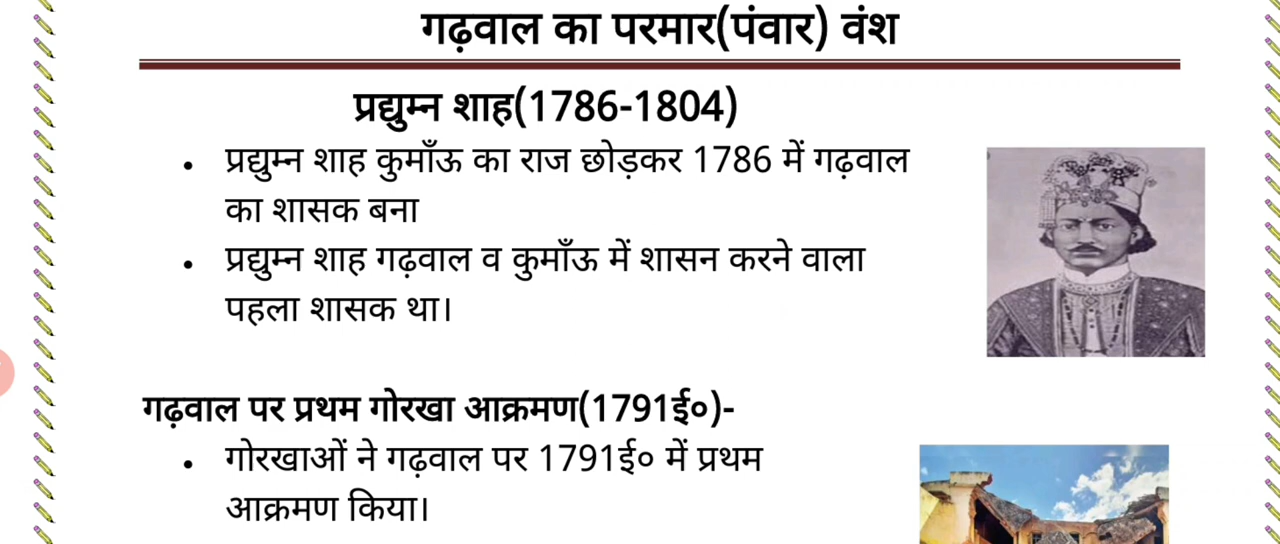 गढ़वाल का परमार(पंवार) वंश
प्रद्युम्न शाह(1786-1804)
• प्रद्युम्न शाह कुमाँऊ का राज छोड़कर 1786 में गढ़वाल
का शासक बना
• प्रद्युम्न शाह गढ़वाल व कुमाँऊ में शासन करने वाला
पहला शासक था।
गढ़वाल पर प्रथम गोरखा आक्रमण(1791ई०)-
• गोरखाओं ने गढ़वाल पर 1791ई० में प्रथम
आक्रमण किया।